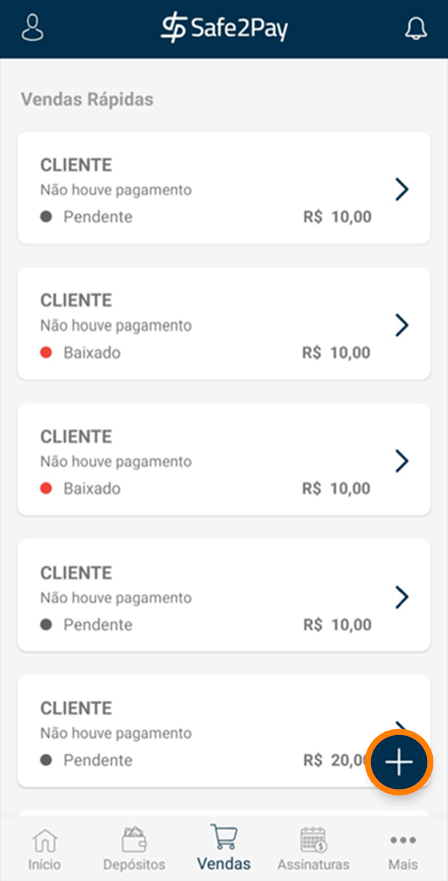 Safe2Pay
Vendas Rápidas
CLIENTE
Não houve pagamento
Pendente R$ 10,00
CLIENTE
Não houve pagamento
Baixado R$ 10,00
CLIENTE
Não houve pagamento
Baixado R$ 10,00
CLIENTE
Não houve pagamento
Pendente R$ 10,00
CLIENTE
Não houve pagamento
Pendente R$ 20,00
Início Depósitos Vendas Assinaturas Mais